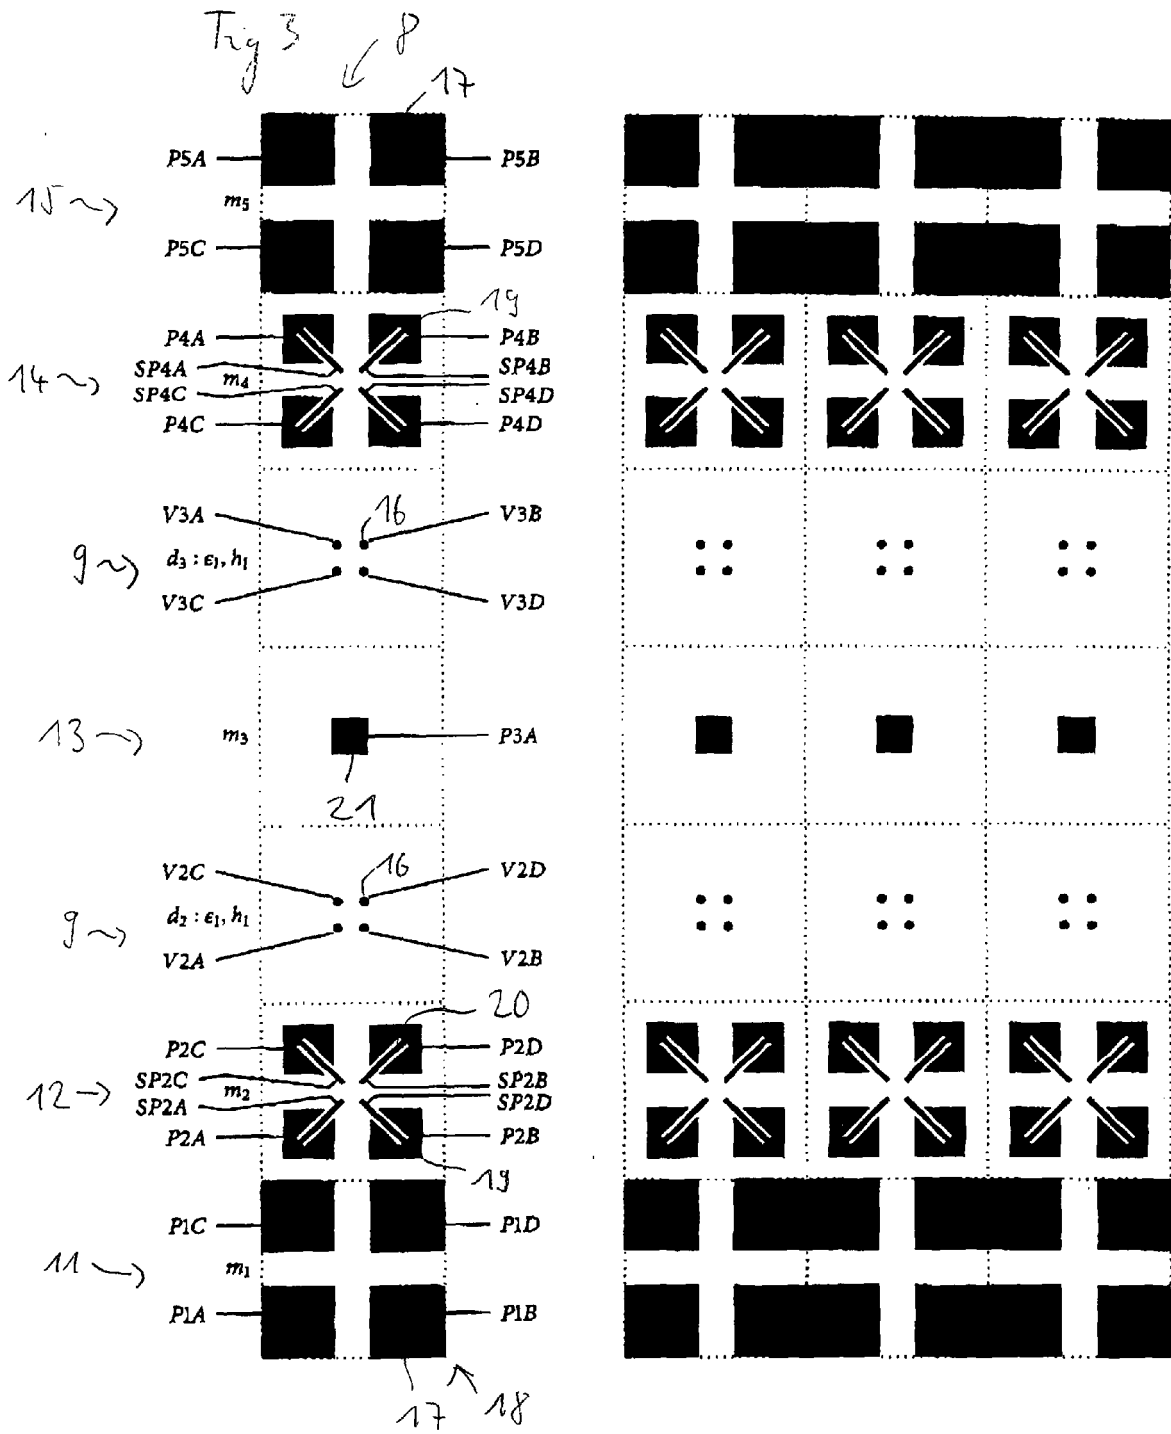 Fig 3
8
17
P5A P5B
15 m₅
P5C P5D
19
P4A P4B
SP4A SP4B
14 m₄
SP4C SP4D
P4C P4D
V3A 16 V3B
9 d₃ : ε₁, h₁
V3C V3D
13 m₃ P3A
21
V2C 16 V2D
9 d₂ : ε₁, h₁
V2A V2B
20
P2C P2D
SP2C SP2B
12 m₂
SP2A SP2D
P2A P2B
19
P1C P1D
11 m₁
P1A P1B
17 18